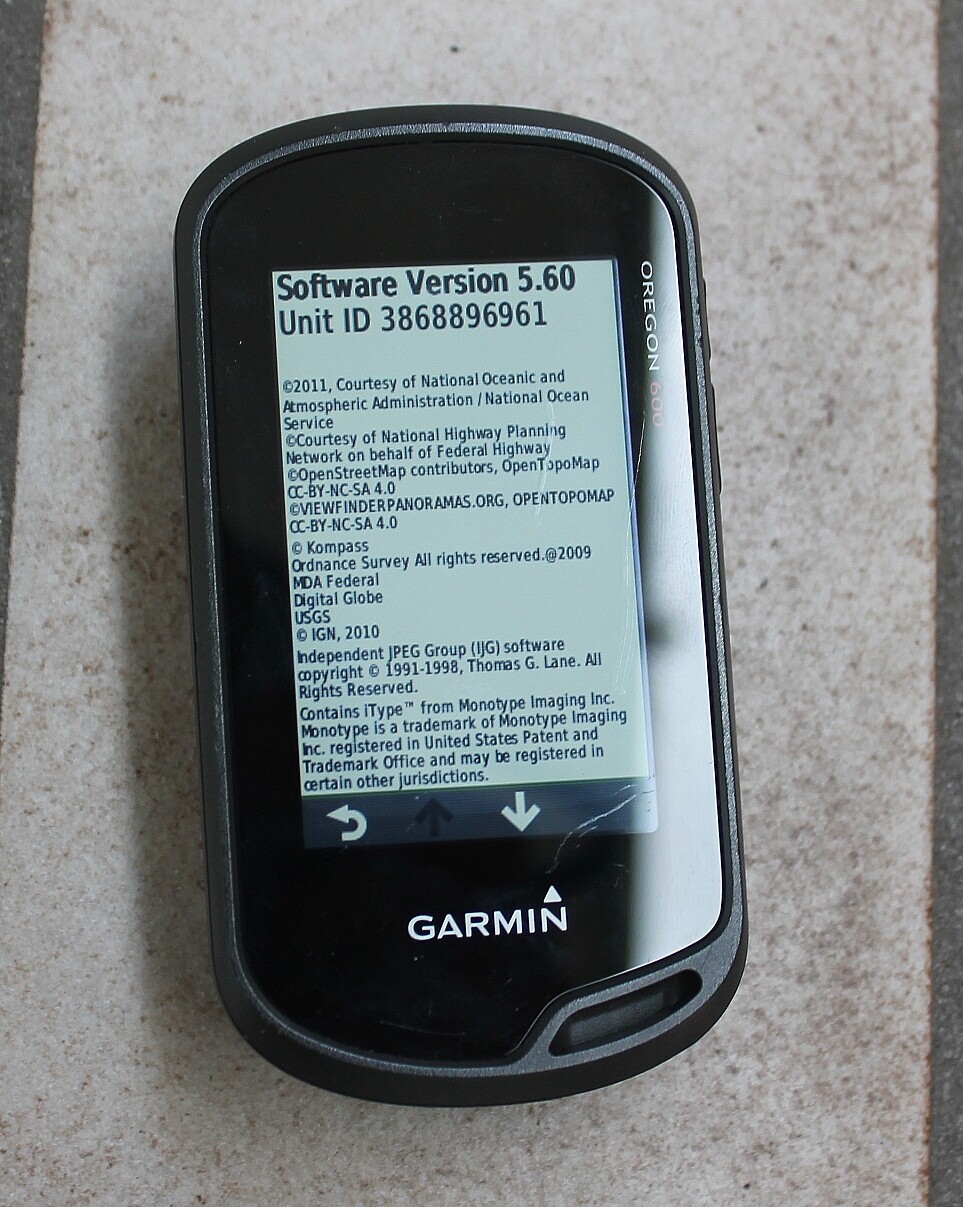 Software Version 5.60
Unit ID 3868896961
©2011, Courtesy of National Oceanic and
Atmospheric Administration / National Ocean
Service
©Courtesy of National Highway Planning
Network on behalf of Federal Highway
©OpenStreetMap contributors, OpenTopoMap
CC-BY-NC-SA 4.0
©VIEWFINDERPANORAMAS.ORG, OPENTOPOMAP
CC-BY-NC-SA 4.0
© Kompass
Ordnance Survey All rights reserved.@2009
MDA Federal
Digital Globe
USGS
© IGN, 2010
Independent JPEG Group (IJG) software
copyright © 1991-1998, Thomas G. Lane. All
Rights Reserved.
Contains iType™ from Monotype Imaging Inc.
Monotype is a trademark of Monotype Imaging
Inc. registered in United States Patent and
Trademark Office and may be registered in
certain other jurisdictions.
OREGON 600
GARMIN